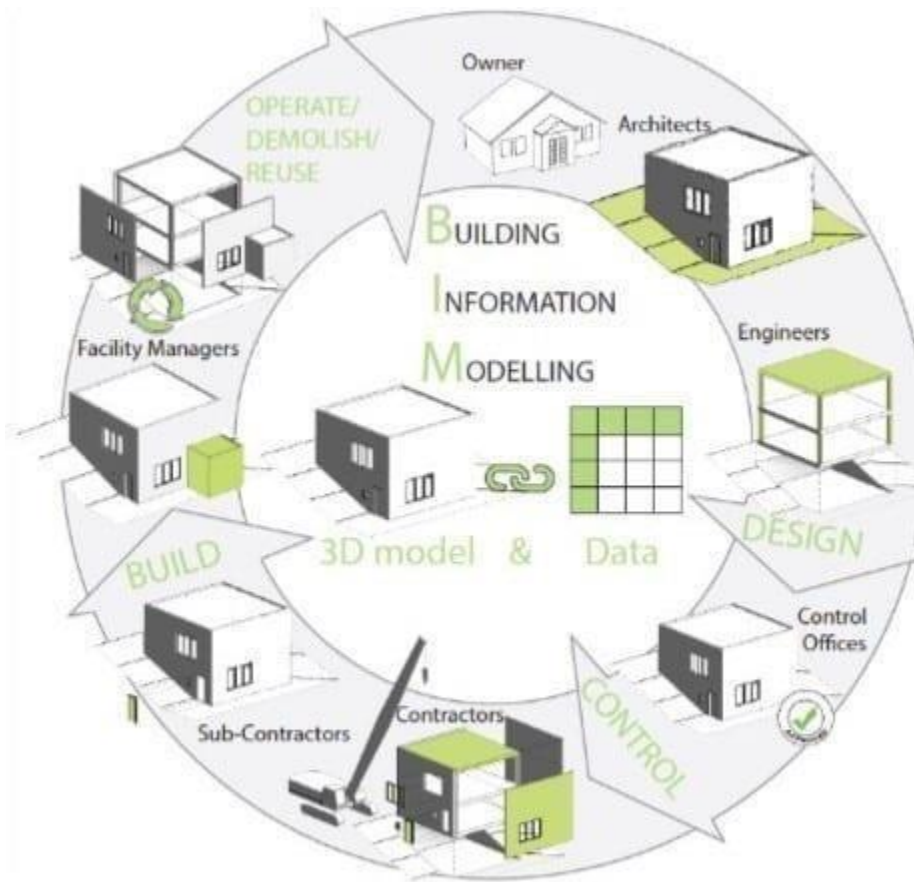 Owner
Architects
OPERATE/
DEMOLISH/
REUSE
BUILDING
INFORMATION
MODELLING
Engineers
Facility Managers
3D model & Data
DESIGN
BUILD
Control
Offices
CONTROL
Contractors
Sub-Contractors
APPROVED